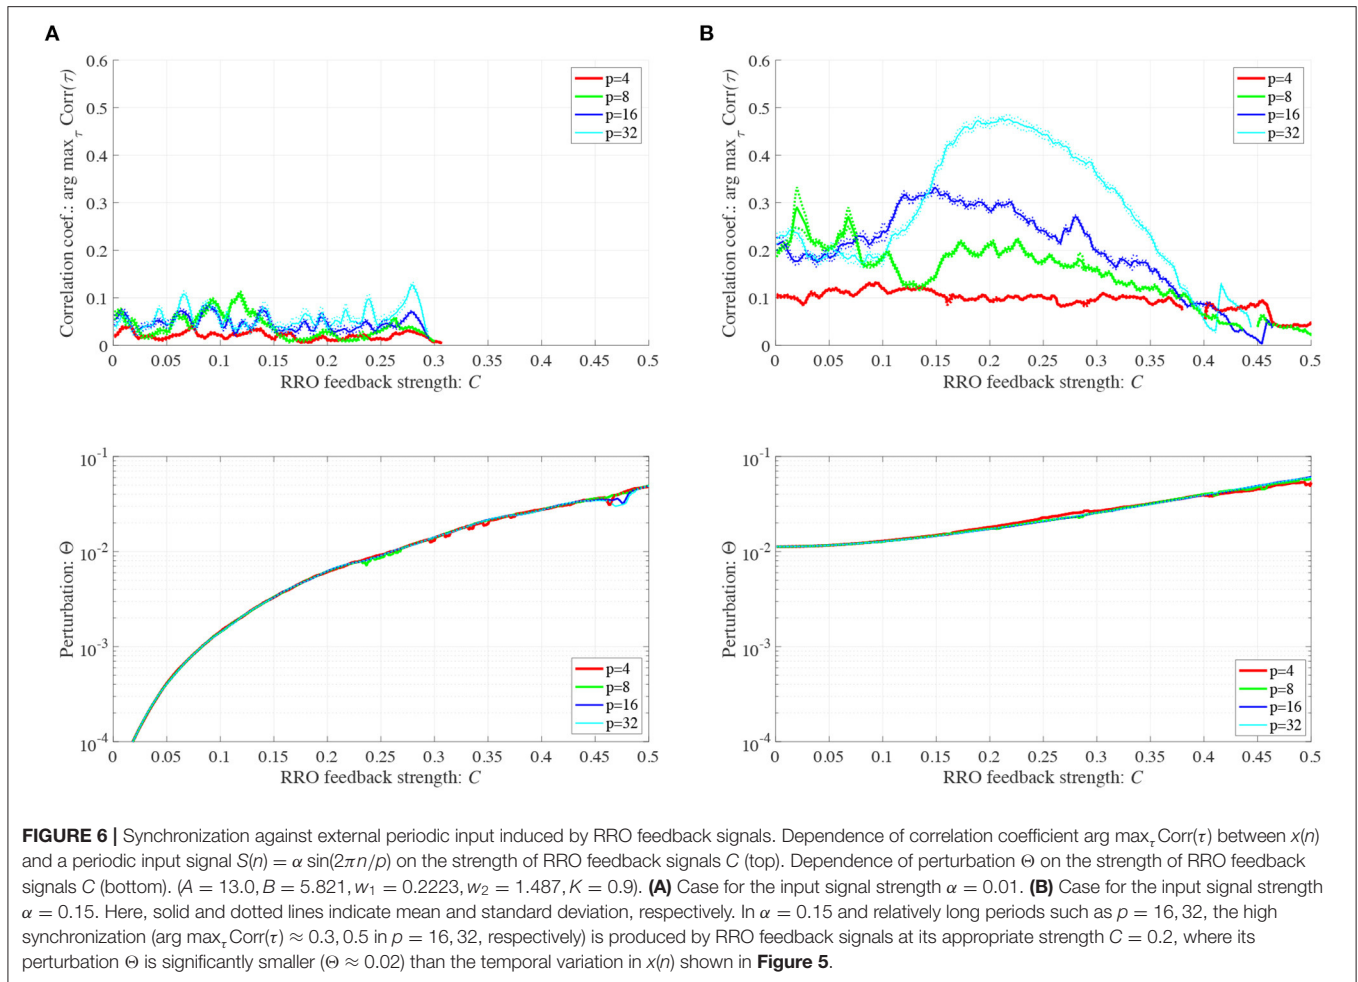 A
0.6
0.5
0.4
0.3
0.2
0.1
0
Correlation coef.: arg max_τ Corr(τ)
p=4
p=8
p=16
p=32
0 0.05 0.1 0.15 0.2 0.25 0.3 0.35 0.4 0.45 0.5
RRO feedback strength: C
B
0.6
0.5
0.4
0.3
0.2
0.1
0
Correlation coef.: arg max_τ Corr(τ)
p=4
p=8
p=16
p=32
0 0.05 0.1 0.15 0.2 0.25 0.3 0.35 0.4 0.45 0.5
RRO feedback strength: C
10⁻¹
10⁻²
10⁻³
10⁻⁴
Perturbation: Θ
p=4
p=8
p=16
p=32
0 0.05 0.1 0.15 0.2 0.25 0.3 0.35 0.4 0.45 0.5
RRO feedback strength: C
10⁻¹
10⁻²
10⁻³
10⁻⁴
Perturbation: Θ
p=4
p=8
p=16
p=32
0 0.05 0.1 0.15 0.2 0.25 0.3 0.35 0.4 0.45 0.5
RRO feedback strength: C
FIGURE 6 | Synchronization against external periodic input induced by RRO feedback signals. Dependence of correlation coefficient arg max_τCorr(τ) between x(n)
and a periodic input signal S(n) = α sin(2πn/p) on the strength of RRO feedback signals C (top). Dependence of perturbation Θ on the strength of RRO feedback
signals C (bottom). (A = 13.0, B = 5.821, w₁ = 0.2223, w₂ = 1.487, K = 0.9). (A) Case for the input signal strength α = 0.01. (B) Case for the input signal strength
α = 0.15. Here, solid and dotted lines indicate mean and standard deviation, respectively. In α = 0.15 and relatively long periods such as p = 16, 32, the high
synchronization (arg max_τCorr(τ) ≈ 0.3, 0.5 in p = 16, 32, respectively) is produced by RRO feedback signals at its appropriate strength C = 0.2, where its
perturbation Θ is significantly smaller (Θ ≈ 0.02) than the temporal variation in x(n) shown in Figure 5.